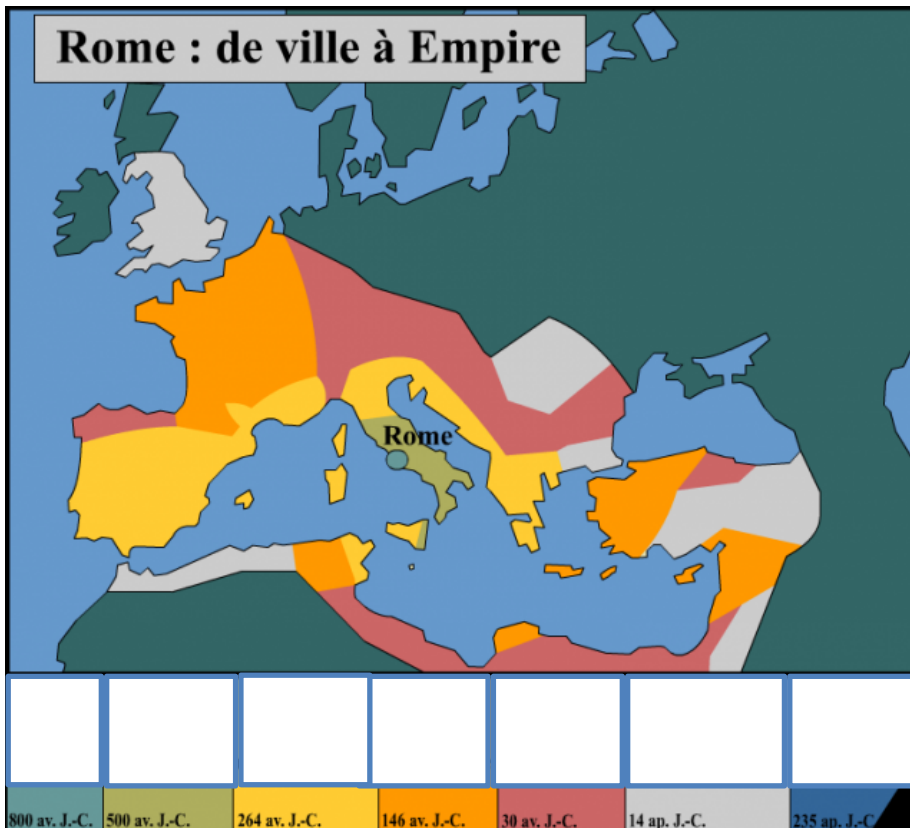 Rome : de ville à Empire
Rome
800 av. J.-C. 500 av. J.-C. 264 av. J.-C. 146 av. J.-C. 30 av. J.-C. 14 ap. J.-C. 235 ap. J.-C